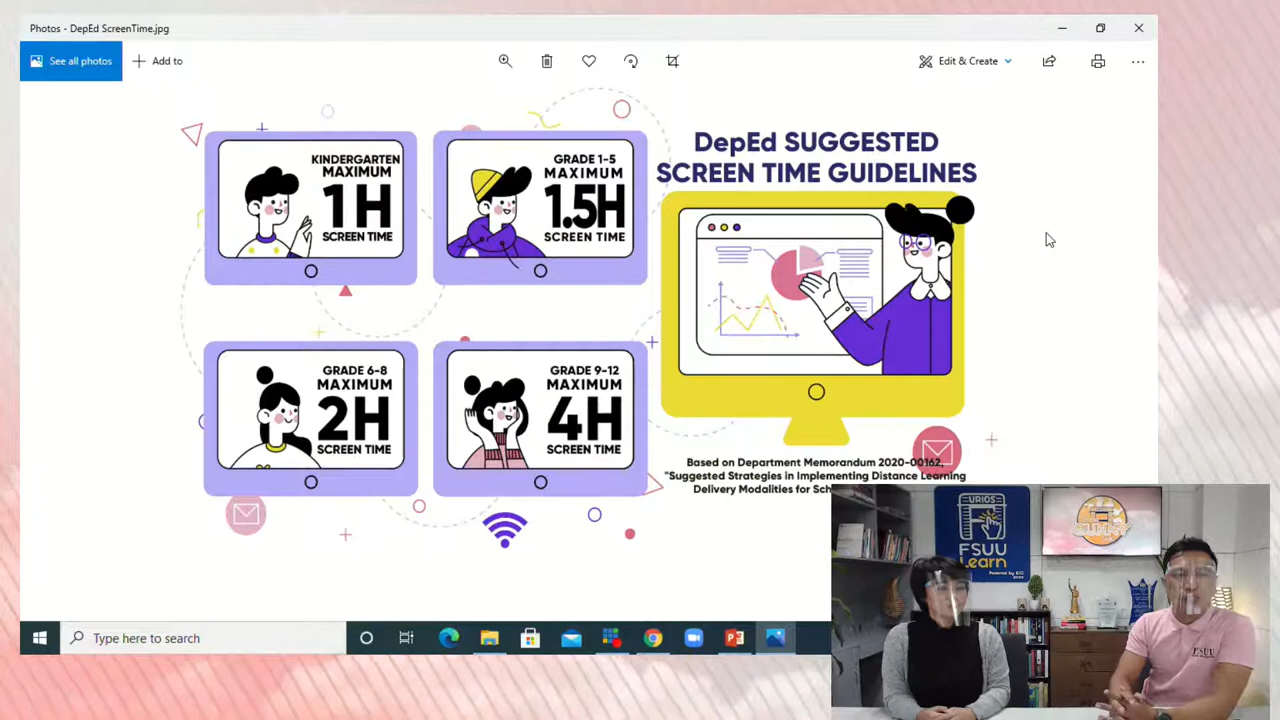 Photos - DepEd ScreenTime.jpg
See all photos
Add to
Edit & Create
DepEd SUGGESTED
SCREEN TIME GUIDELINES
KINDERGARTEN
MAXIMUM
1H
SCREEN TIME
GRADE 1-5
MAXIMUM
1.5H
SCREEN TIME
GRADE 6-8
MAXIMUM
2H
SCREEN TIME
GRADE 9-12
MAXIMUM
4H
SCREEN TIME
Based on Department Memorandum 2020-00162,
"Suggested Strategies in Implementing Distance Learning
Delivery Modalities for
URIOS
FSUU
Learn
FSUU
Type here to search